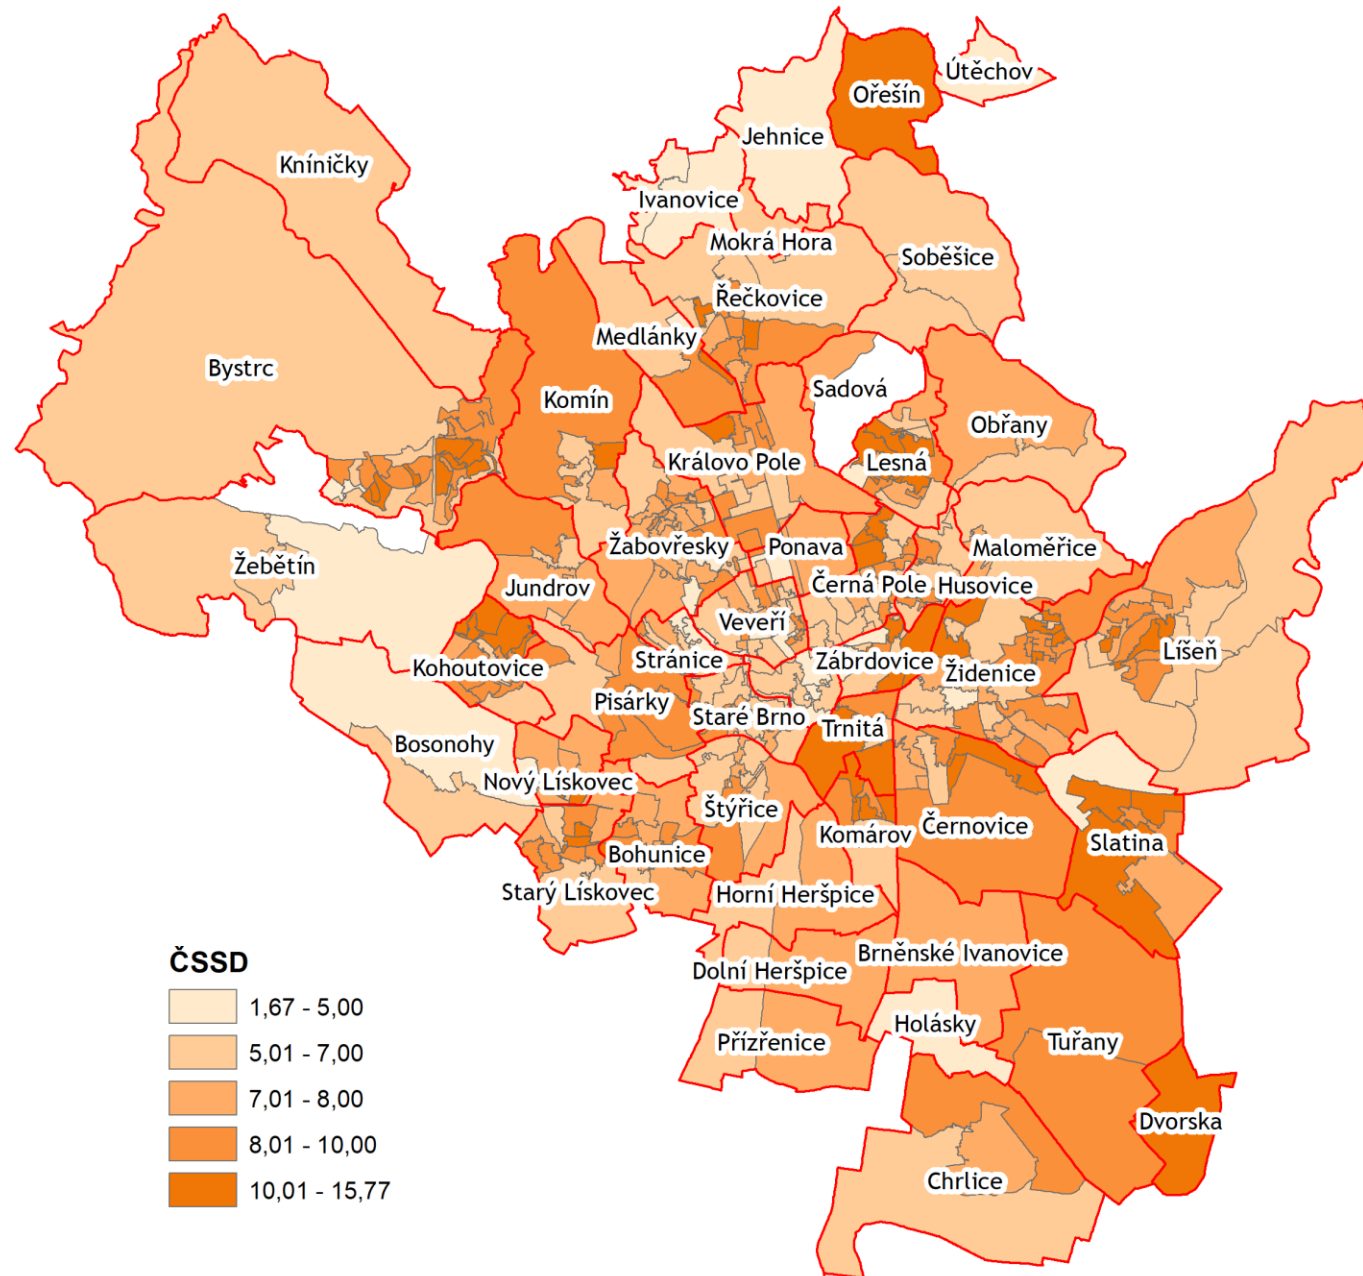 Útěchov
Ořešín
Jehnice
Kníničky
Ivanovice
Mokrá Hora
Soběšice
Řečkovice
Medlánky
Bystrc
Sadová
Komín
Obřany
Královo Pole
Lesná
Žabovřesky
Ponava
Maloměřice
Žebětín
Jundrov
Černá Pole
Husovice
Veveří
Líšeň
Kohoutovice
Stránice
Zábrdovice
Židenice
Pisárky
Staré Brno
Trnitá
Bosonohy
Nový Lískovec
Štýřice
Komárov
Černovice
Slatina
Bohunice
Starý Lískovec
Horní Heršpice
Brněnské Ivanovice
Dolní Heršpice
Holásky
Přízřenice
Tuřany
Dvorska
Chrlice
ČSSD
1,67 - 5,00
5,01 - 7,00
7,01 - 8,00
8,01 - 10,00
10,01 - 15,77